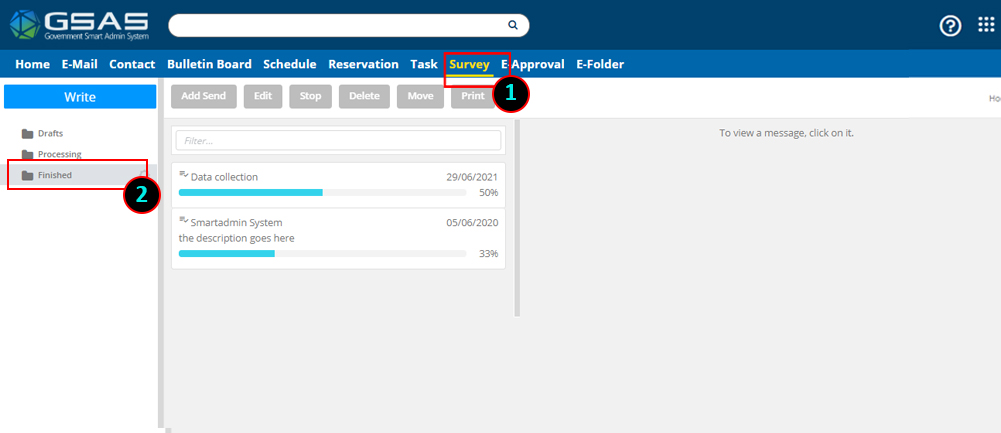 GSAS
Government Smart Admin System
Home E-Mail Contact Bulletin Board Schedule Reservation Task Survey E-Approval E-Folder
1
Write
Add Send Edit Stop Delete Move Print
Ho
Drafts
Processing
Finished
2
Filter...
Data collection 29/06/2021
50%
Smartadmin System 05/06/2020
the description goes here
33%
To view a message, click on it.